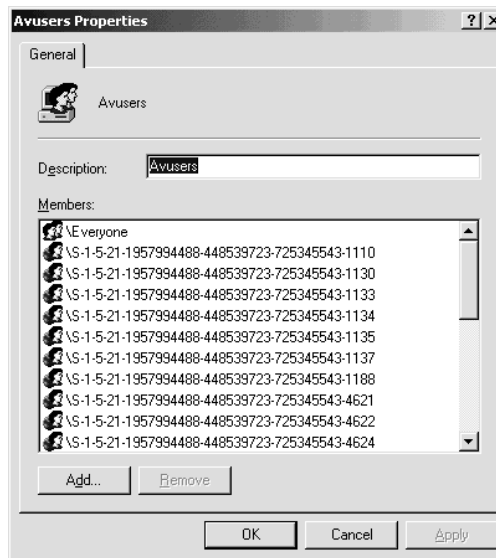 Avusers Properties
General
Avusers
Description: Avusers
Members:
\Everyone
\S-1-5-21-1957994488-448539723-725345543-1110
\S-1-5-21-1957994488-448539723-725345543-1130
\S-1-5-21-1957994488-448539723-725345543-1133
\S-1-5-21-1957994488-448539723-725345543-1134
\S-1-5-21-1957994488-448539723-725345543-1135
\S-1-5-21-1957994488-448539723-725345543-1137
\S-1-5-21-1957994488-448539723-725345543-1188
\S-1-5-21-1957994488-448539723-725345543-4621
\S-1-5-21-1957994488-448539723-725345543-4622
\S-1-5-21-1957994488-448539723-725345543-4624
Add... Remove
OK Cancel Apply